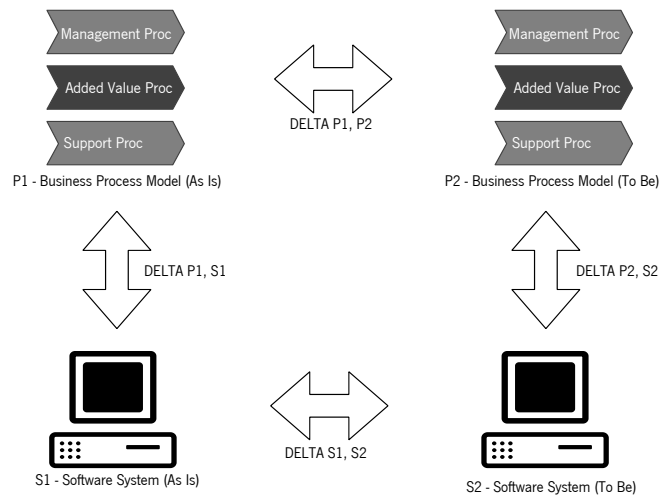 Management Proc
Management Proc
Added Value Proc
Added Value Proc
DELTA P1, P2
Support Proc
Support Proc
P1 - Business Process Model (As Is)
P2 - Business Process Model (To Be)
DELTA P1, S1
DELTA P2, S2
DELTA S1, S2
S1 - Software System (As Is)
S2 - Software System (To Be)